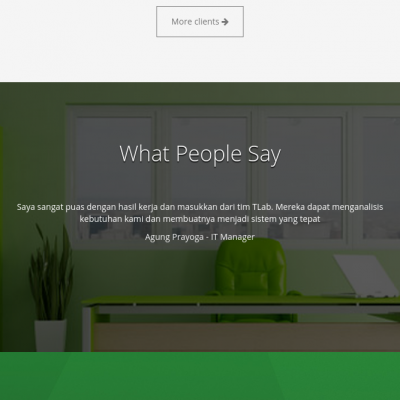 More clients
What People Say
Saya sangat puas dengan hasil kerja dan masukkan dari tim TLab. Mereka dapat menganalisis
kebutuhan kami dan membuatnya menjadi sistem yang tepat
Agung Prayoga - IT Manager